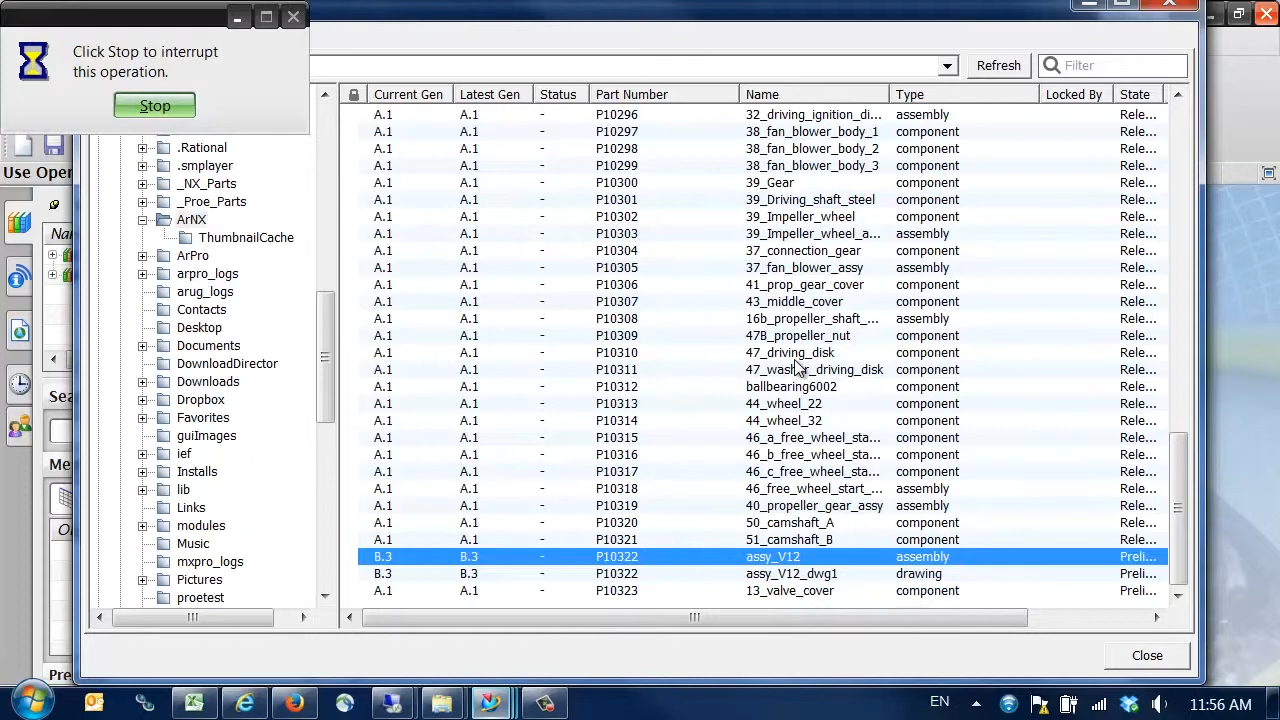 Click Stop to interrupt
this operation.
Stop
Refresh
Filter
Current Gen Latest Gen Status Part Number Name Type Locked By State
A.1 A.1 - P10296 32_driving_ignition_di... assembly Rele...
A.1 A.1 - P10297 38_fan_blower_body_1 component Rele...
A.1 A.1 - P10298 38_fan_blower_body_2 component Rele...
A.1 A.1 - P10299 38_fan_blower_body_3 component Rele...
A.1 A.1 - P10300 39_Gear component Rele...
A.1 A.1 - P10301 39_Driving_shaft_steel component Rele...
A.1 A.1 - P10302 39_Impeller_wheel component Rele...
A.1 A.1 - P10303 39_Impeller_wheel_a... assembly Rele...
A.1 A.1 - P10304 37_connection_gear component Rele...
A.1 A.1 - P10305 37_fan_blower_assy assembly Rele...
A.1 A.1 - P10306 41_prop_gear_cover component Rele...
A.1 A.1 - P10307 43_middle_cover component Rele...
A.1 A.1 - P10308 16b_propeller_shaft_... assembly Rele...
A.1 A.1 - P10309 47B_propeller_nut component Rele...
A.1 A.1 - P10310 47_driving_disk component Rele...
A.1 A.1 - P10311 47_washer_driving_disk component Rele...
A.1 A.1 - P10312 ballbearing6002 component Rele...
A.1 A.1 - P10313 44_wheel_22 component Rele...
A.1 A.1 - P10314 44_wheel_32 component Rele...
A.1 A.1 - P10315 46_a_free_wheel_sta... component Rele...
A.1 A.1 - P10316 46_b_free_wheel_sta... component Rele...
A.1 A.1 - P10317 46_c_free_wheel_sta... component Rele...
A.1 A.1 - P10318 46_free_wheel_start_... assembly Rele...
A.1 A.1 - P10319 40_propeller_gear_assy assembly Rele...
A.1 A.1 - P10320 50_camshaft_A component Rele...
A.1 A.1 - P10321 51_camshaft_B component Rele...
B.3 B.3 - P10322 assy_V12 assembly Preli...
B.3 B.3 - P10322 assy_V12_dwg1 drawing Preli...
A.1 A.1 - P10323 13_valve_cover component Rele...
.Rational
.smplayer
_NX_Parts
_Proe_Parts
ArNX
ThumbnailCache
ArPro
arpro_logs
arug_logs
Contacts
Desktop
Documents
DownloadDirector
Downloads
Dropbox
Favorites
guiImages
ief
Installs
lib
Links
modules
Music
mxpro_logs
Pictures
proetest
Use Oper
Na
Sea
Me
O
Pre
Close
EN
11:56 AM